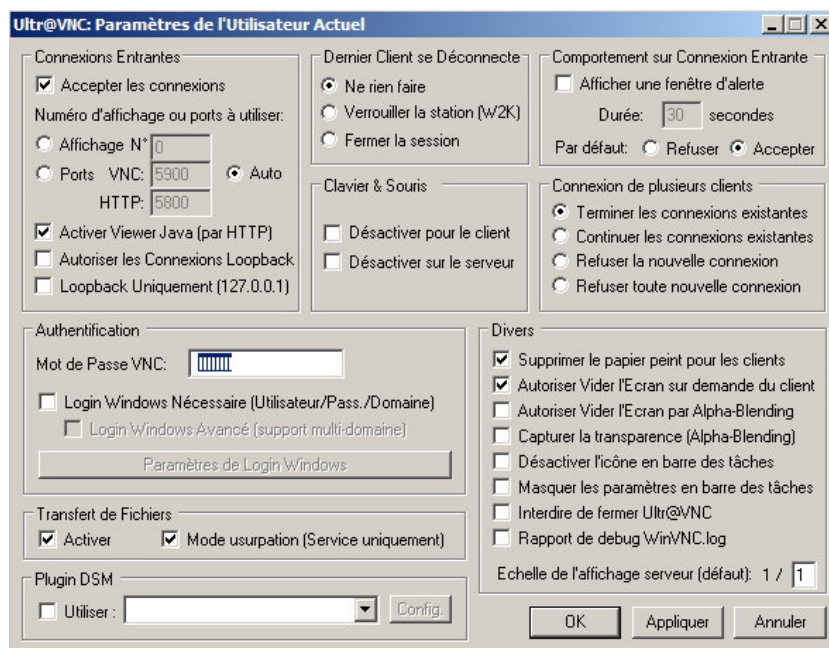 Ultr@VNC: Paramètres de l'Utilisateur Actuel
Connexions Entrantes
Accepter les connexions
Numéro d'affichage ou ports à utiliser:
Affichage N° 0
Ports VNC: 5900 Auto
HTTP: 5800
Activer Viewer Java (par HTTP)
Autoriser les Connexions Loopback
Loopback Uniquement (127.0.0.1)
Dernier Client se Déconnecte
Ne rien faire
Verrouiller la station (W2K)
Fermer la session
Clavier & Souris
Désactiver pour le client
Désactiver sur le serveur
Comportement sur Connexion Entrante
Afficher une fenêtre d'alerte
Durée: 30 secondes
Par défaut: Refuser Accepter
Connexion de plusieurs clients
Terminer les connexions existantes
Continuer les connexions existantes
Refuser la nouvelle connexion
Refuser toute nouvelle connexion
Authentification
Mot de Passe VNC:
Login Windows Nécessaire (Utilisateur/Pass./Domaine)
Login Windows Avancé (support multi-domaine)
Paramètres de Login Windows
Transfert de Fichiers
Activer Mode usurpation (Service uniquement)
Plugin DSM
Utiliser : Config.
Divers
Supprimer le papier peint pour les clients
Autoriser Vider l'Ecran sur demande du client
Autoriser Vider l'Ecran par Alpha-Blending
Capturer la transparence (Alpha-Blending)
Désactiver l'icône en barre des tâches
Masquer les paramètres en barre des tâches
Interdire de fermer Ultr@VNC
Rapport de debug WinVNC.log
Echelle de l'affichage serveur (défaut): 1 / 1
OK Appliquer Annuler